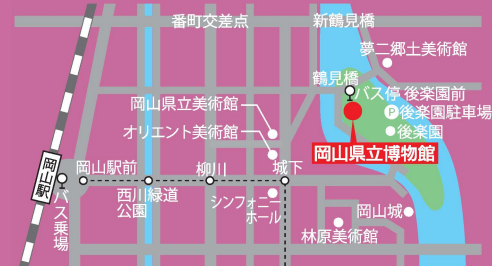 番町交差点
新鶴見橋
夢二郷土美術館
鶴見橋
バス停 後楽園前
岡山県立美術館
P後楽園駐車場
オリエント美術館
後楽園
岡山県立博物館
岡山駅
岡山駅前
柳川
城下
バス乗場
西川緑道
公園
シンフォニー
ホール
岡山城
林原美術館